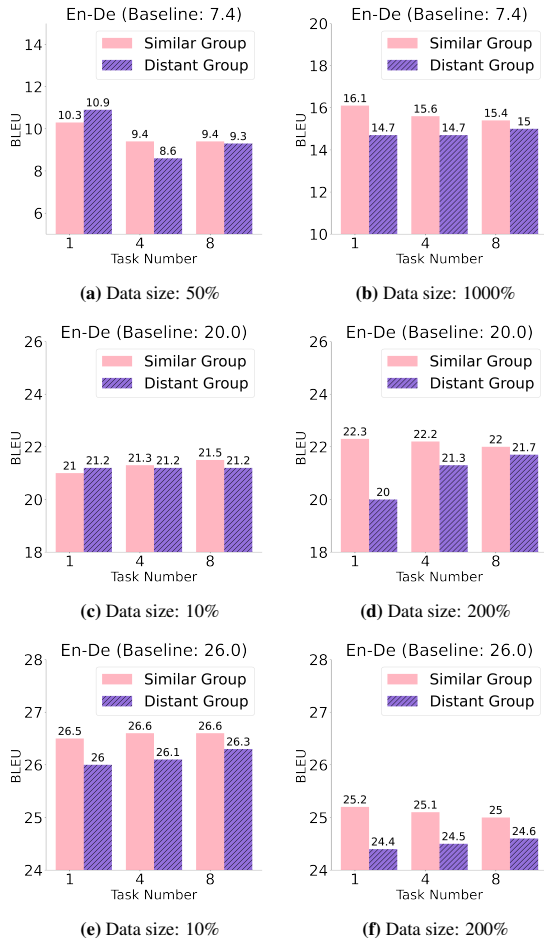 En-De (Baseline: 7.4)
Similar Group
Distant Group
14
12
10
8
6
BLEU
10.3
10.9
9.4
8.6
9.4
9.3
1
4
8
Task Number
(a) Data size: 50%
En-De (Baseline: 7.4)
Similar Group
Distant Group
20
18
16
14
12
10
BLEU
16.1
14.7
15.6
14.7
15.4
15
1
4
8
Task Number
(b) Data size: 1000%
En-De (Baseline: 20.0)
Similar Group
Distant Group
26
24
22
20
18
BLEU
21
21.2
21.3
21.2
21.5
21.2
1
4
8
Task Number
(c) Data size: 10%
En-De (Baseline: 20.0)
Similar Group
Distant Group
26
24
22
20
18
BLEU
22.3
20
22.2
21.3
22
21.7
1
4
8
Task Number
(d) Data size: 200%
En-De (Baseline: 26.0)
Similar Group
Distant Group
28
27
26
25
24
BLEU
26.5
26
26.6
26.1
26.6
26.3
1
4
8
Task Number
(e) Data size: 10%
En-De (Baseline: 26.0)
Similar Group
Distant Group
28
27
26
25
24
BLEU
25.2
24.4
25.1
24.5
25
24.6
1
4
8
Task Number
(f) Data size: 200%